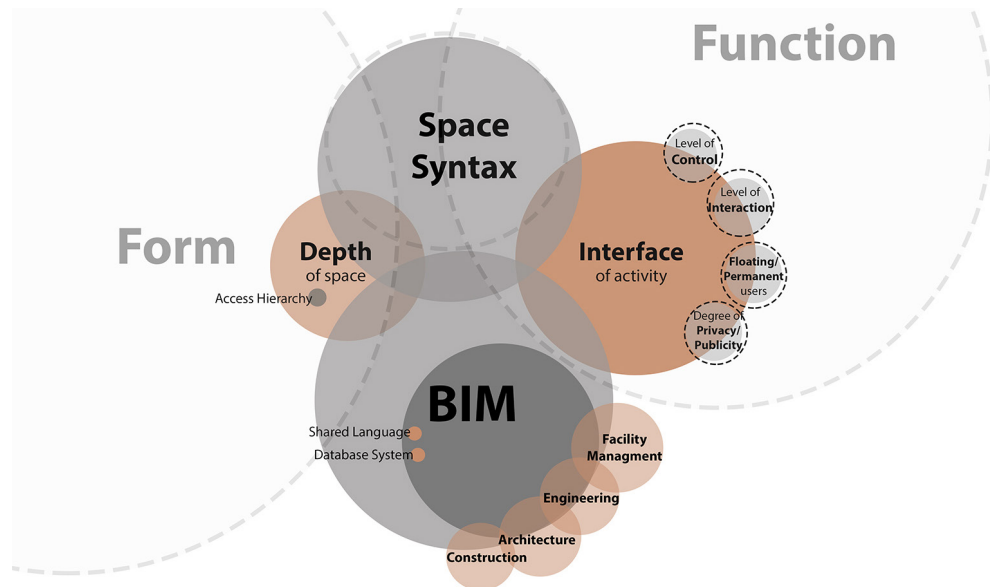 Function
Space
Syntax
Level of
Control
Level of
Interaction
Form
Depth
of space
Interface
of activity
Floating/
Permanent
users
Access Hierarchy
Degree of
Privacy/
Publicity
BIM
Shared Language
Database System
Facility
Managment
Engineering
Architecture
Construction